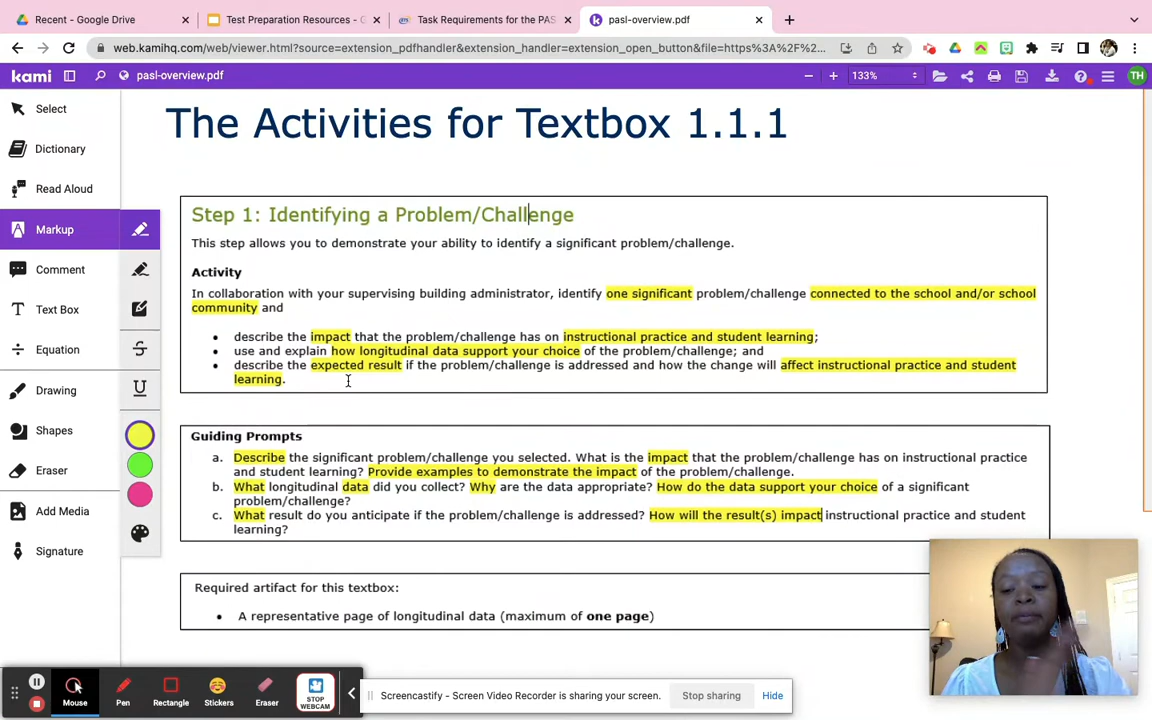 Recent - Google Drive
Test Preparation Resources - G
Task Requirements for the PAS
pasl-overview.pdf
web.kamihq.com/web/viewer.html?source=extension_pdfhandler&extension_handler=extension_open_button&file=https%3A%2F%2...
kami
pasl-overview.pdf
133%
TH
Select
Dictionary
Read Aloud
Markup
Comment
Text Box
Equation
Drawing
Shapes
Eraser
Add Media
Signature
The Activities for Textbox 1.1.1
Step 1: Identifying a Problem/Challenge
This step allows you to demonstrate your ability to identify a significant problem/challenge.
Activity
In collaboration with your supervising building administrator, identify one significant problem/challenge connected to the school and/or school
community and
• describe the impact that the problem/challenge has on instructional practice and student learning;
• use and explain how longitudinal data support your choice of the problem/challenge; and
• describe the expected result if the problem/challenge is addressed and how the change will affect instructional practice and student
learning.
Guiding Prompts
a. Describe the significant problem/challenge you selected. What is the impact that the problem/challenge has on instructional practice
and student learning? Provide examples to demonstrate the impact of the problem/challenge.
b. What longitudinal data did you collect? Why are the data appropriate? How do the data support your choice of a significant
problem/challenge?
c. What result do you anticipate if the problem/challenge is addressed? How will the result(s) impact instructional practice and student
learning?
Required artifact for this textbox:
• A representative page of longitudinal data (maximum of one page)
Mouse
Pen
Rectangle
Stickers
Eraser
STOP
WEBCAM
Screencastify - Screen Video Recorder is sharing your screen.
Stop sharing
Hide